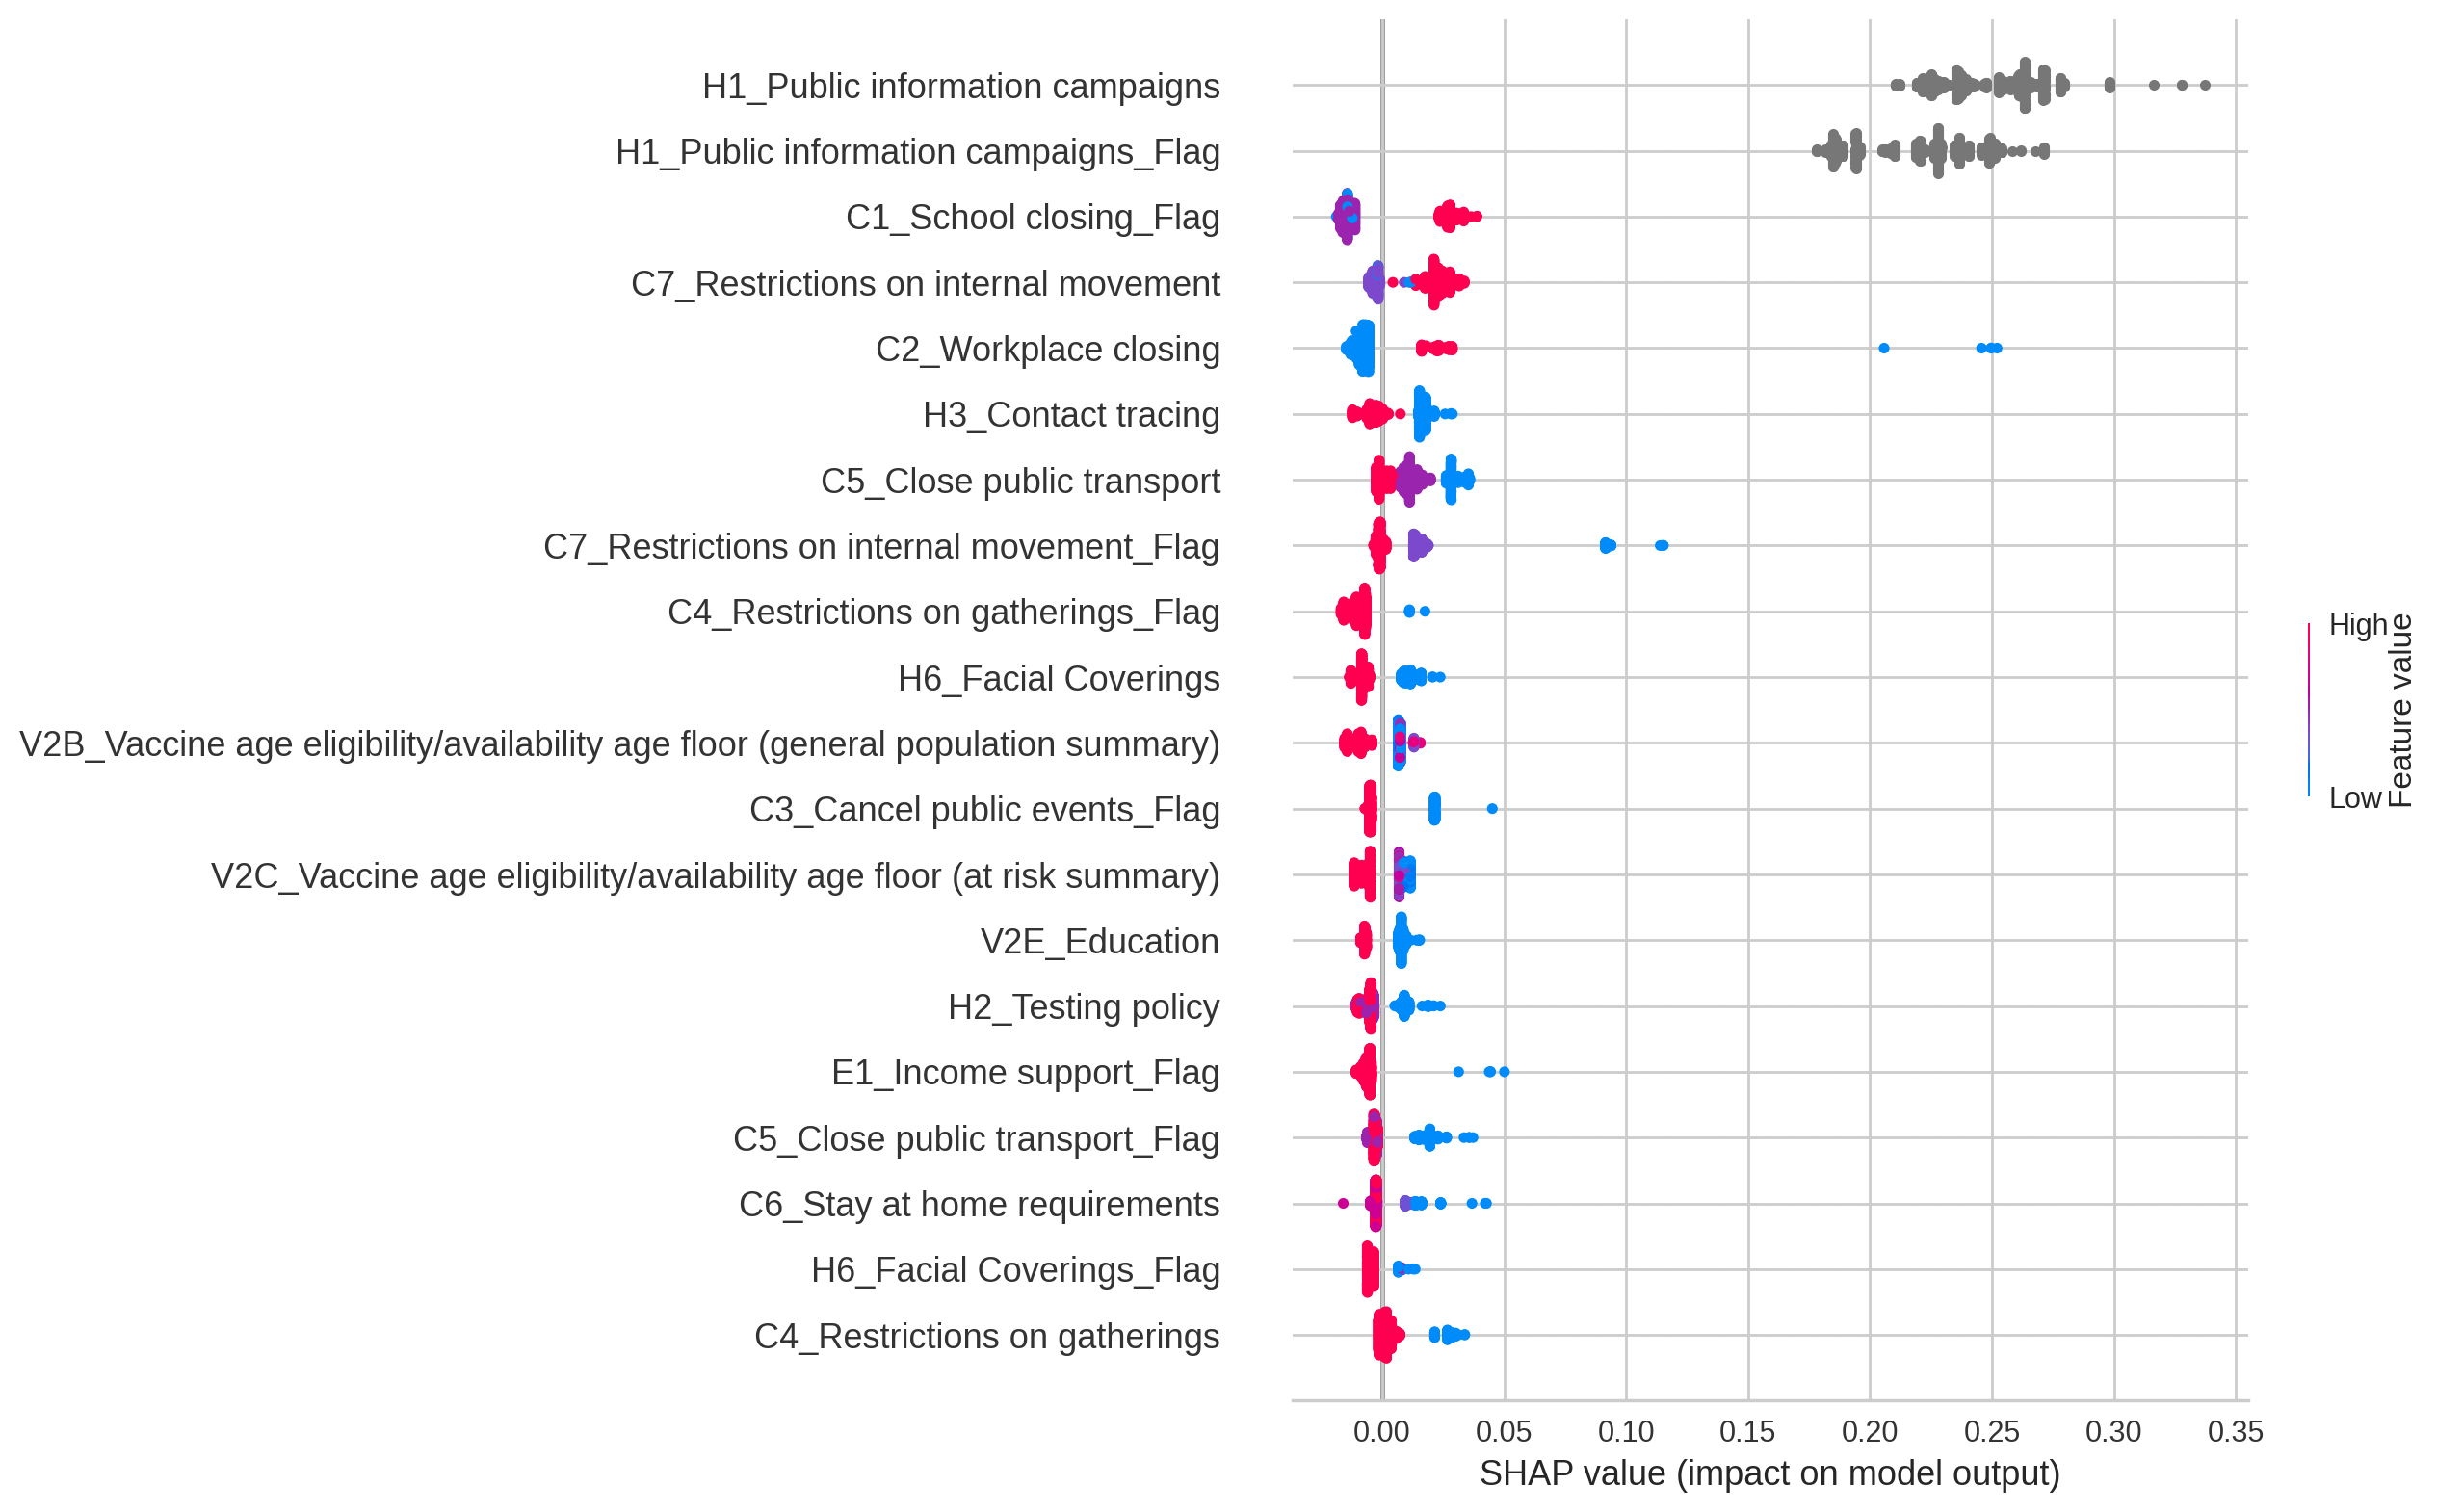 H1_Public information campaigns
H1_Public information campaigns_Flag
C1_School closing_Flag
C7_Restrictions on internal movement
C2_Workplace closing
H3_Contact tracing
C5_Close public transport
C7_Restrictions on internal movement_Flag
C4_Restrictions on gatherings_Flag
H6_Facial Coverings
V2B_Vaccine age eligibility/availability age floor (general population summary)
C3_Cancel public events_Flag
V2C_Vaccine age eligibility/availability age floor (at risk summary)
V2E_Education
H2_Testing policy
E1_Income support_Flag
C5_Close public transport_Flag
C6_Stay at home requirements
H6_Facial Coverings_Flag
C4_Restrictions on gatherings
0.00 0.05 0.10 0.15 0.20 0.25 0.30 0.35
SHAP value (impact on model output)
High
Low
Feature value